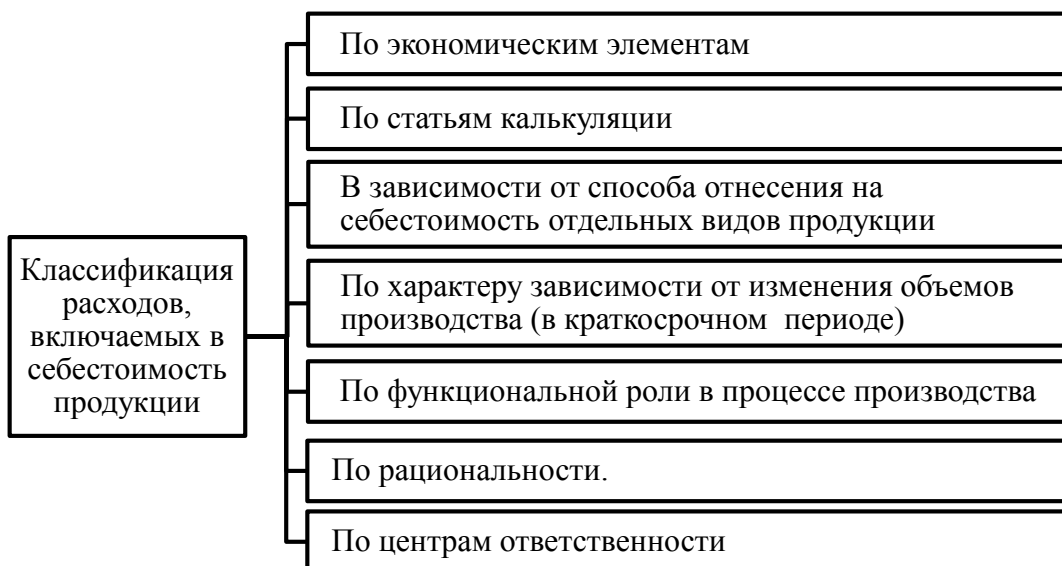 По экономическим элементам
По статьям калькуляции
В зависимости от способа отнесения на
себестоимость отдельных видов продукции
Классификация
расходов,
включаемых в
себестоимость
продукции
По характеру зависимости от изменения объемов
производства (в краткосрочном периоде)
По функциональной роли в процессе производства
По рациональности.
По центрам ответственности